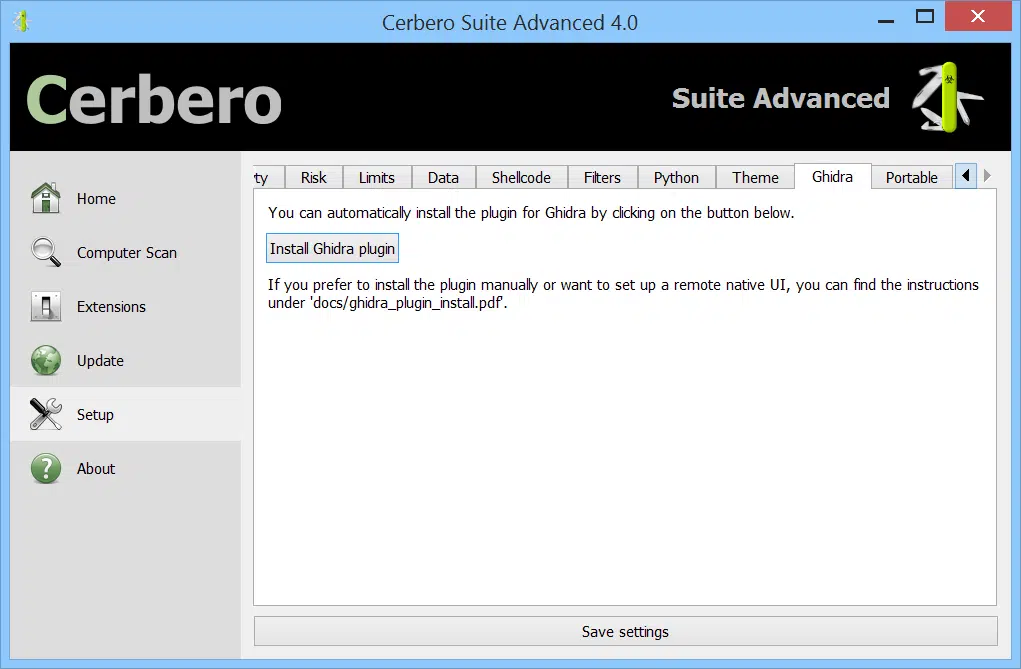 Cerbero Suite Advanced 4.0
Cerbero
Suite Advanced
Home
Computer Scan
Extensions
Update
Setup
About
ty
Risk
Limits
Data
Shellcode
Filters
Python
Theme
Ghidra
Portable
You can automatically install the plugin for Ghidra by clicking on the button below.
Install Ghidra plugin
If you prefer to install the plugin manually or want to set up a remote native UI, you can find the instructions
under 'docs/ghidra_plugin_install.pdf'.
Save settings